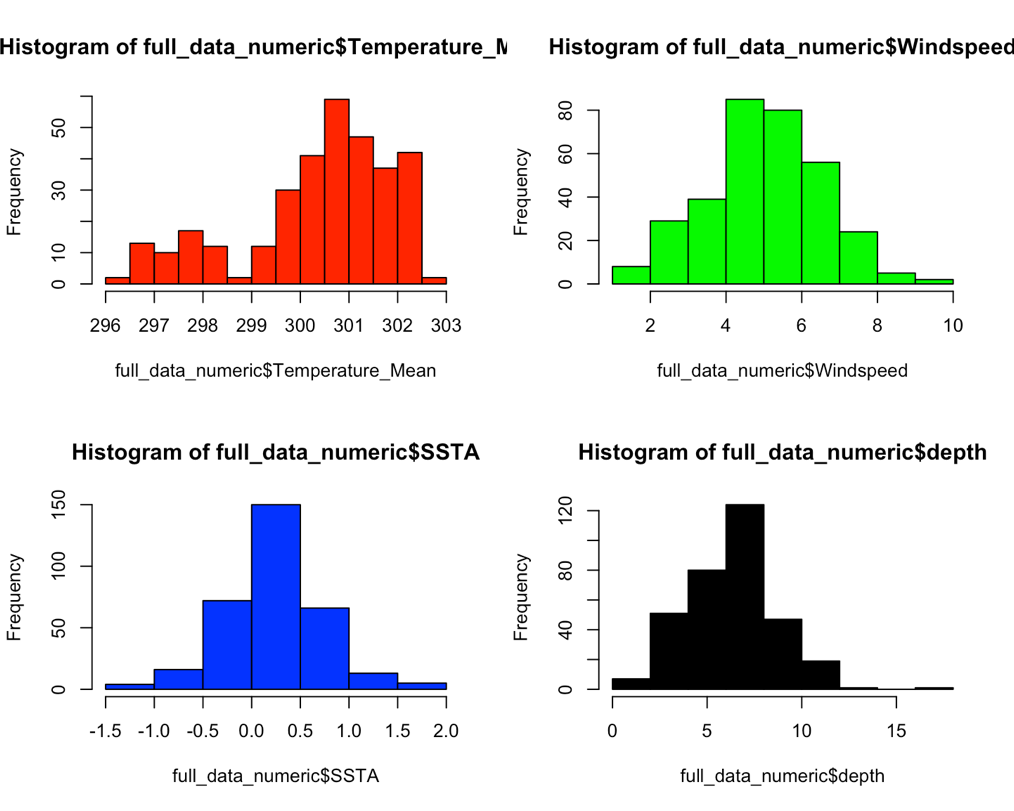 Histogram of full_data_numeric$Temperature_M
Frequency
50
30
10
0
296 297 298 299 300 301 302 303
full_data_numeric$Temperature_Mean
Histogram of full_data_numeric$Windspeed
Frequency
80
60
40
20
0
2 4 6 8 10
full_data_numeric$Windspeed
Histogram of full_data_numeric$SSTA
Frequency
150
100
50
0
-1.5 -1.0 -0.5 0.0 0.5 1.0 1.5 2.0
full_data_numeric$SSTA
Histogram of full_data_numeric$depth
Frequency
120
80
40
0
0 5 10 15
full_data_numeric$depth